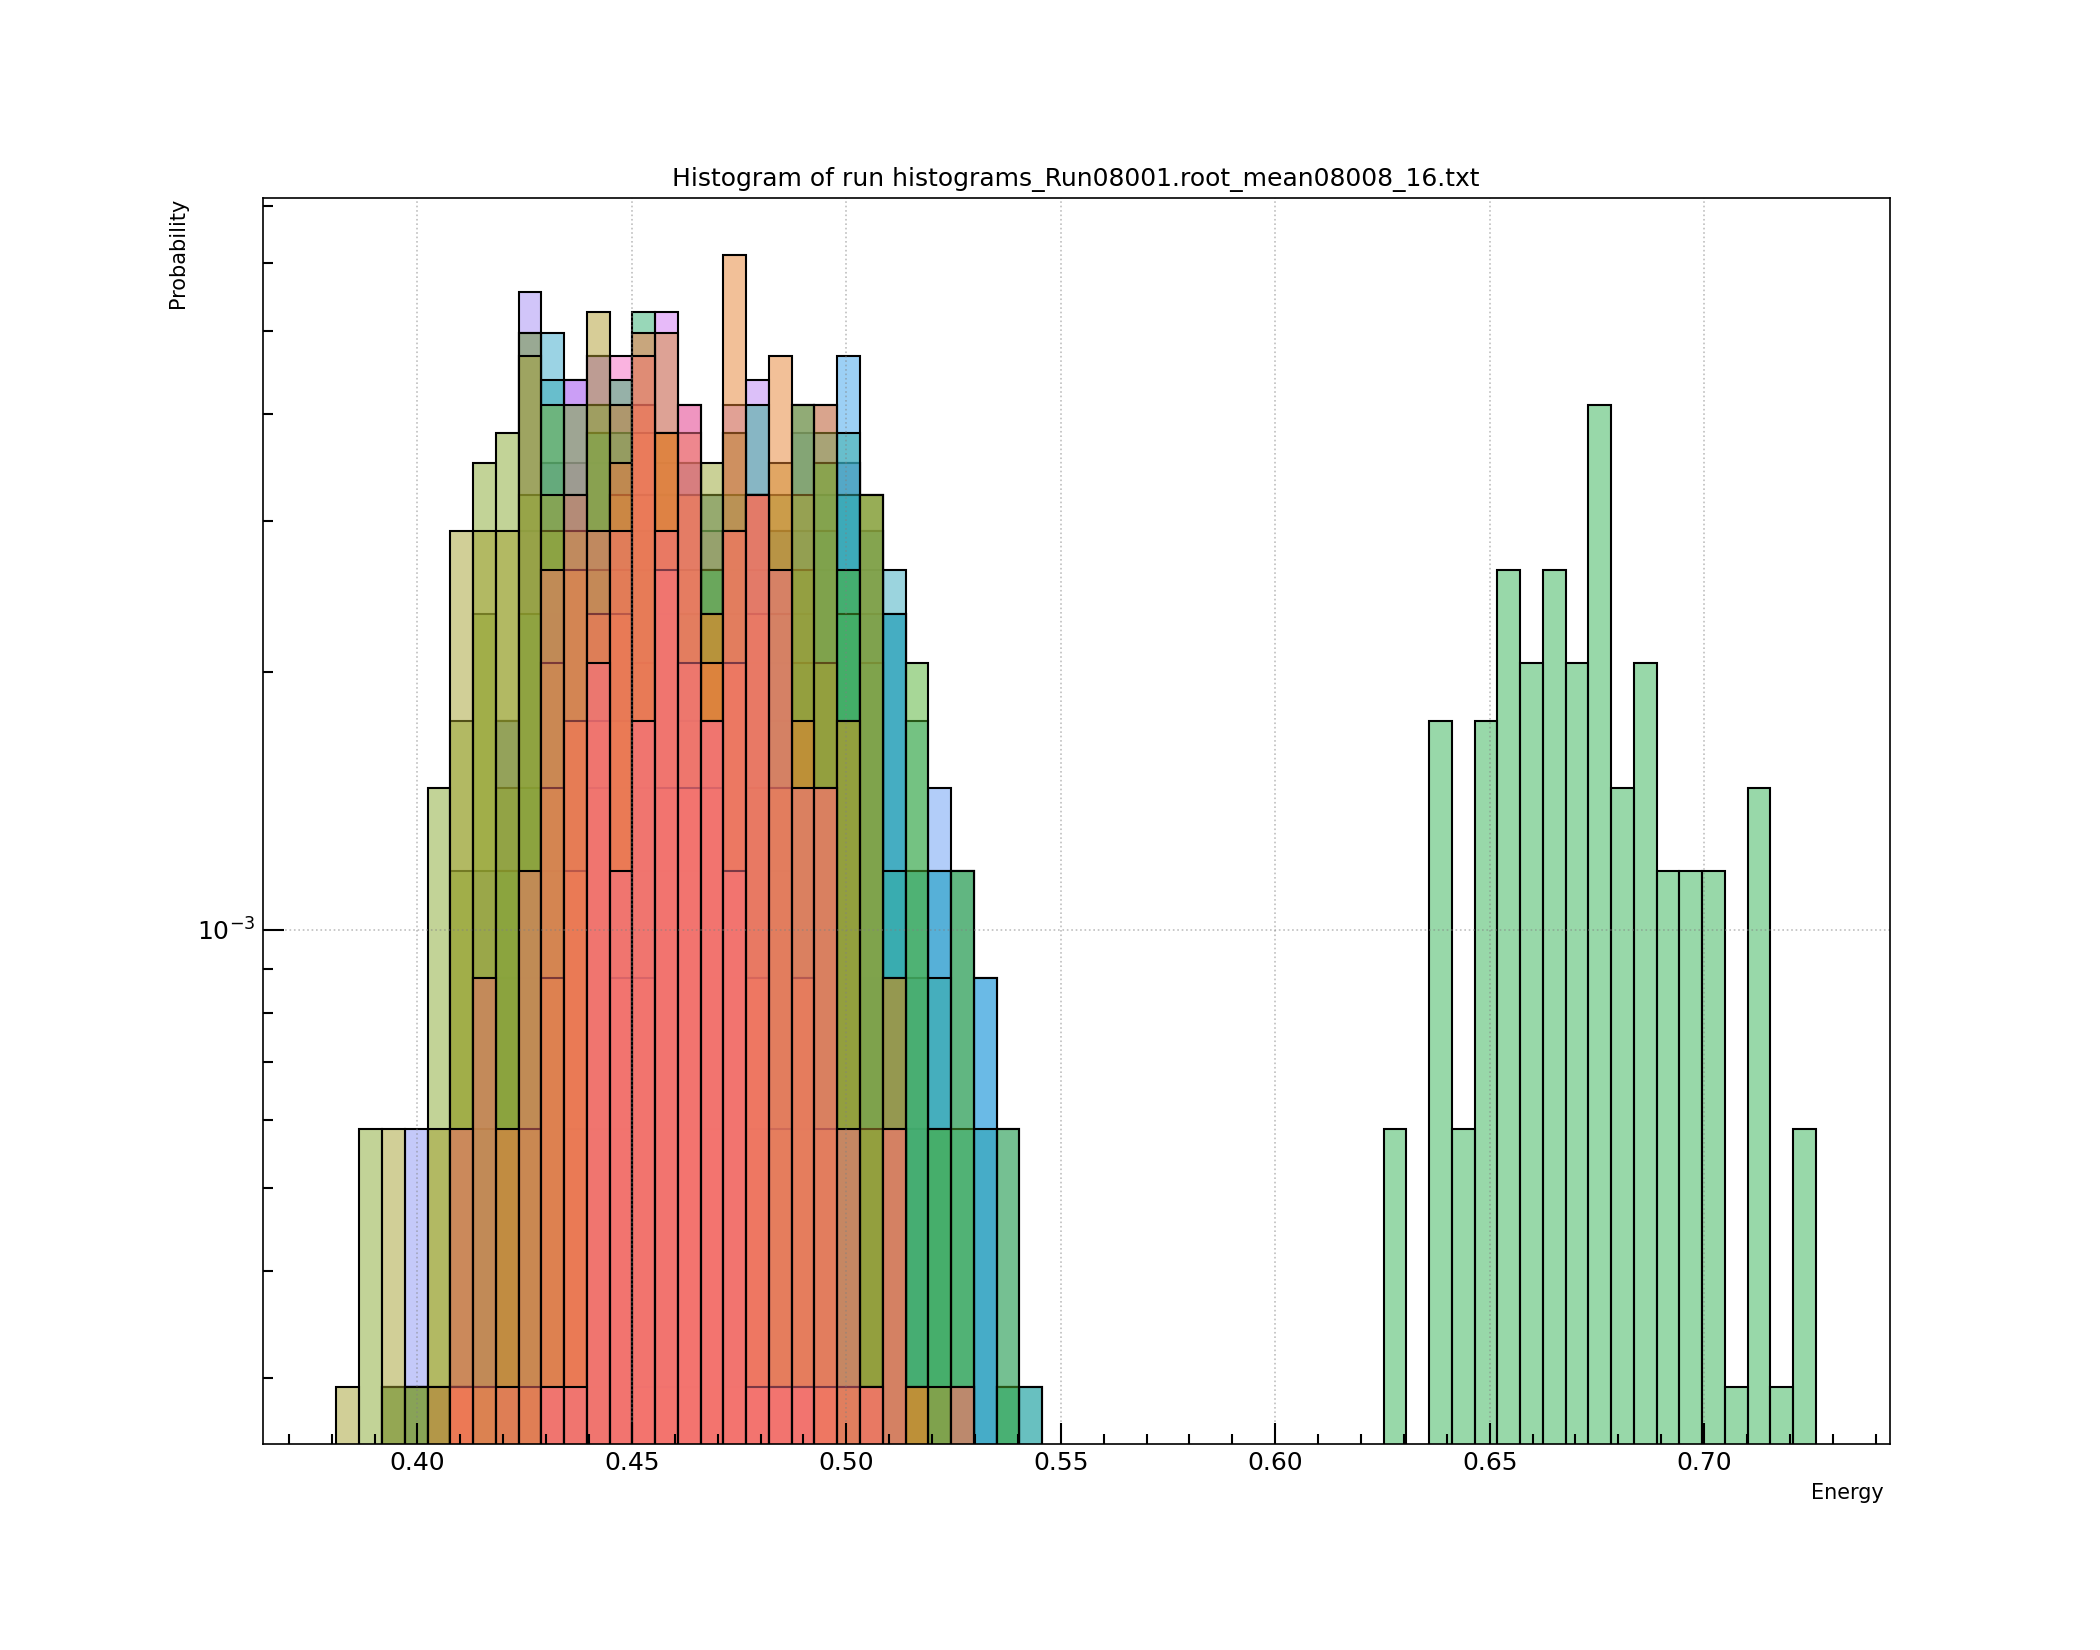 Histogram of run histograms_Run08001.root_mean08008_16.txt
Probability
10⁻³
0.40 0.45 0.50 0.55 0.60 0.65 0.70
Energy